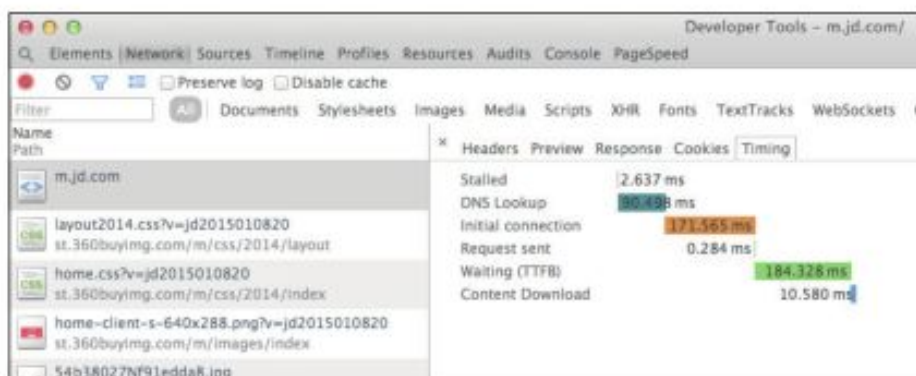 Developer Tools - m.jd.com/
Elements Network Sources Timeline Profiles Resources Audits Console PageSpeed
Preserve log Disable cache
Filter All Documents Stylesheets Images Media Scripts XHR Fonts TextTracks WebSockets
Name
Path
× Headers Preview Response Cookies Timing
m.jd.com
layout2014.css?v=jd2015010820
st.360buyimg.com/m/css/2014/layout
home.css?v=jd2015010820
st.360buyimg.com/m/css/2014/index
home-client-s-640x288.png?v=jd2015010820
st.360buyimg.com/m/images/index
54b38027Nf91edda8.jpg
Stalled 2.637 ms
DNS Lookup 90.498 ms
Initial connection 171.565 ms
Request sent 0.284 ms
Waiting (TTFB) 184.328 ms
Content Download 10.580 ms